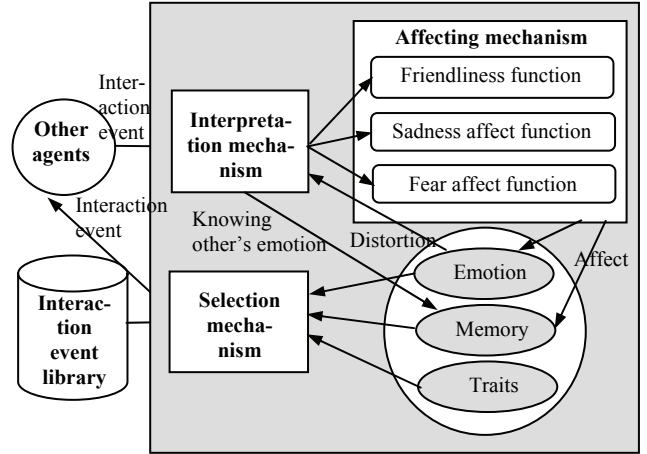 Affecting mechanism
Friendliness function
Sadness affect function
Fear affect function
Inter-
action
event
Other
agents
Interpreta-
tion mecha-
nism
Interaction
event
Knowing
other's emotion
Distortion
Affect
Emotion
Memory
Traits
Selection
mecha-
nism
Interac-
tion
event
library